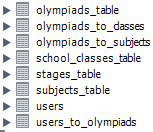 olympiads_table
olympiads_to_classes
olympiads_to_subjects
school_classes_table
stages_table
subjects_table
users
users_to_olympiads